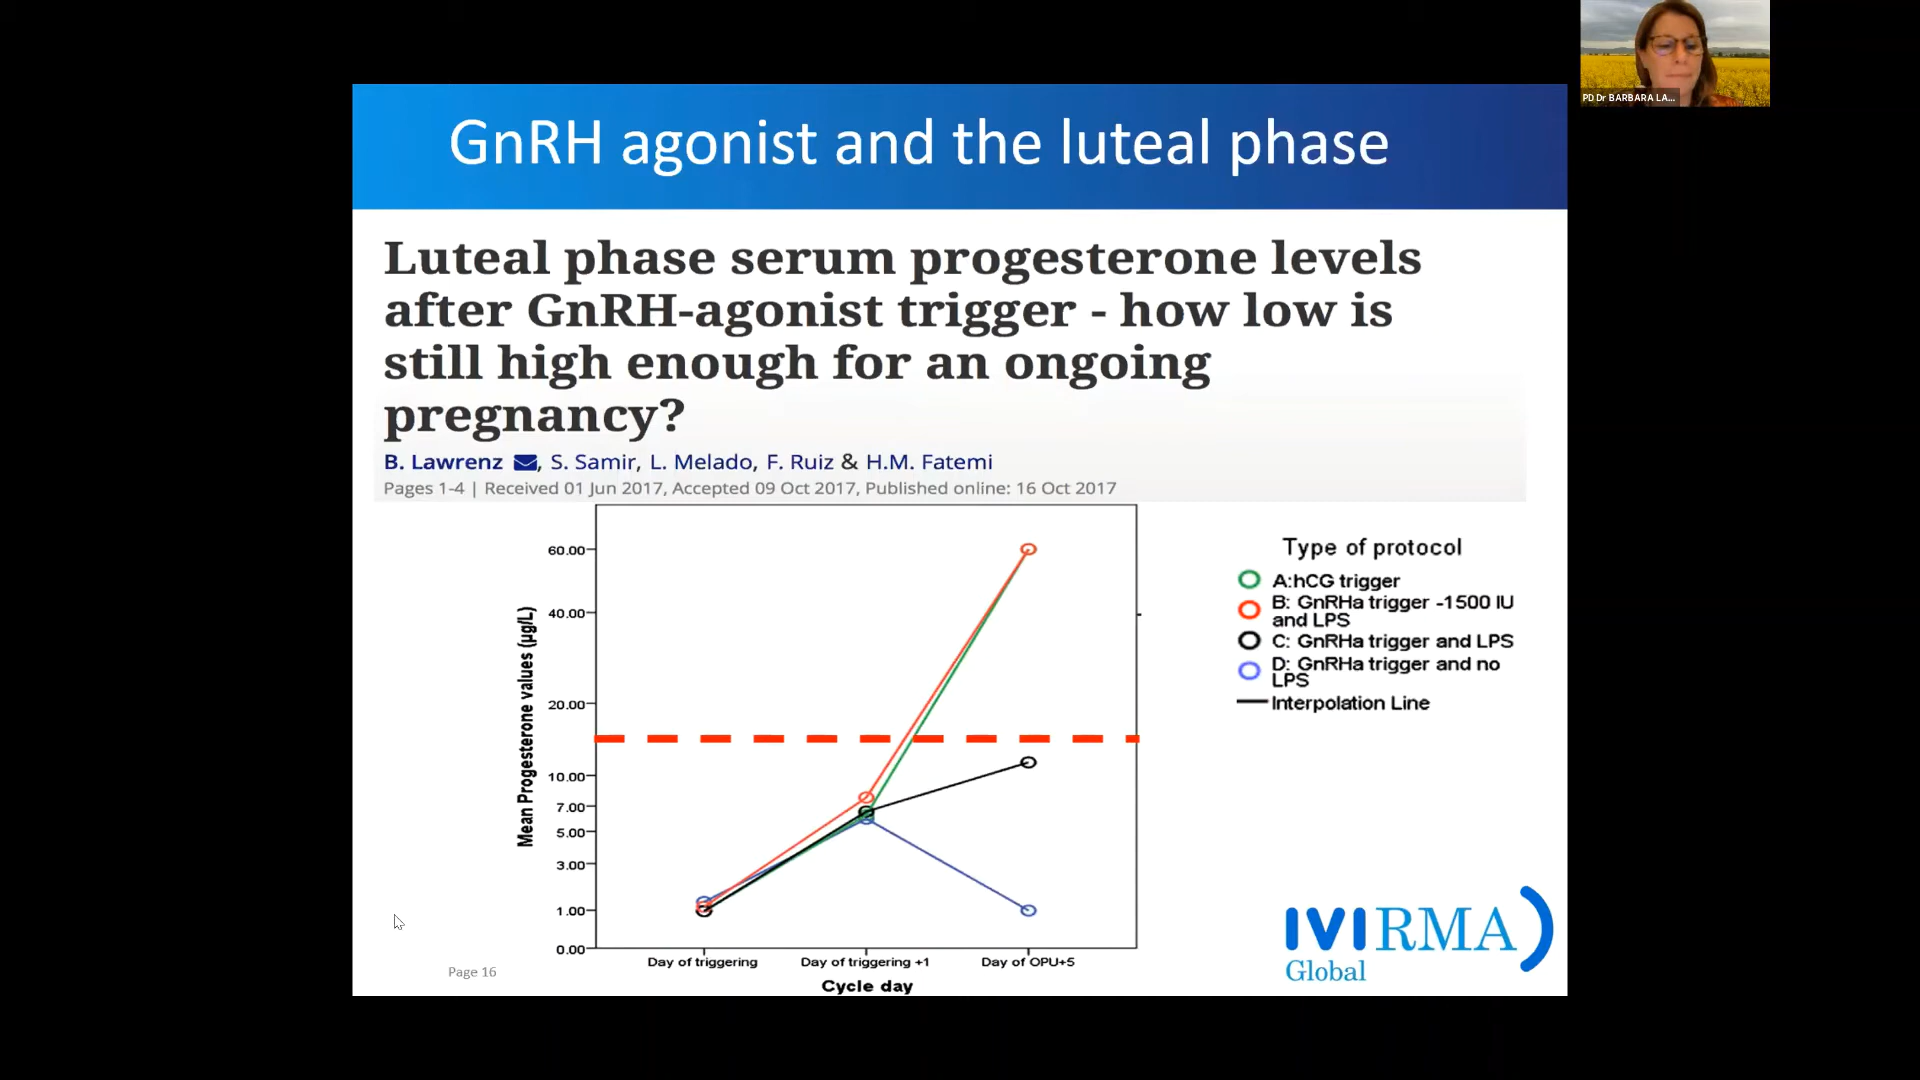 PD Dr BARBARA LA...
GnRH agonist and the luteal phase
Luteal phase serum progesterone levels
after GnRH-agonist trigger - how low is
still high enough for an ongoing
pregnancy?
B. Lawrenz , S. Samir, L. Melado, F. Ruiz & H.M. Fatemi
Pages 1-4 | Received 01 Jun 2017, Accepted 09 Oct 2017, Published online: 16 Oct 2017
Mean Progesterone values (µg/L)
60.00
40.00
20.00
10.00
7.00
5.00
3.00
1.00
0.00
Day of triggering
Day of triggering +1
Day of OPU+5
Cycle day
Type of protocol
A:hCG trigger
B: GnRHa trigger -1500 IU
and LPS
C: GnRHa trigger and LPS
D: GnRHa trigger and no
LPS
Interpolation Line
Page 16
IVIRMA
Global